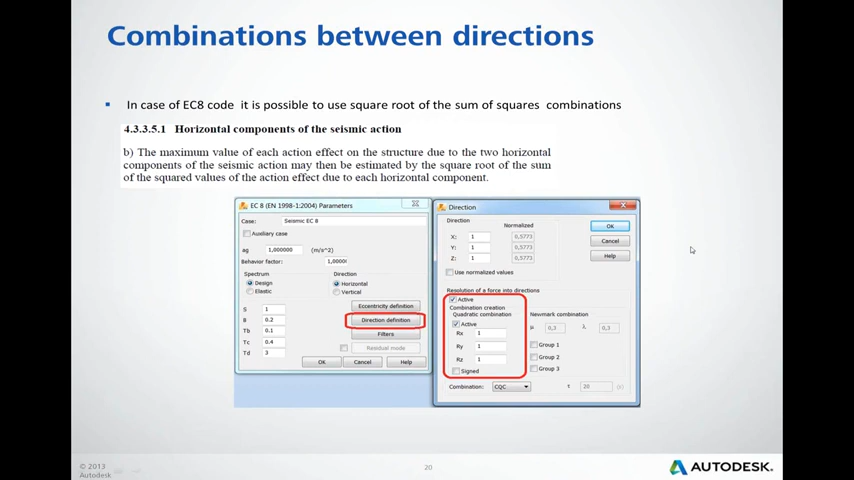 Combinations between directions
In case of EC8 code it is possible to use square root of the sum of squares combinations
4.3.3.5.1 Horizontal components of the seismic action
b) The maximum value of each action effect on the structure due to the two horizontal
components of the seismic action may then be estimated by the square root of the sum
of the squared values of the action effect due to each horizontal component.
EC 8 (EN 1998-1:2004) Parameters
Case: Seismic EC 8
Auxiliary case
ag 1,000000 (m/s^2)
Behavior factor: 1,0000
Spectrum
Direction
Design
Horizontal
Elastic
Vertical
Eccentricity definition
S 1
Direction definition
B 0.2
Filters
Tb 0.1
Residual mode
Tc 0.4
Td 3
OK Cancel Help
Direction
Direction
Normalized
X: 1 0,5773
Y: 1 0,5773
Z: 1 0,5773
Use normalized values
OK
Cancel
Help
Resolution of a force into directions
Active
Combination creation
Quadratic combination
Newmark combination
Active
Rx 1
μ 0,3 λ 0,3
Ry 1
Group 1
Rz 1
Group 2
Signed
Group 3
Combination: CQC
τ 20 (s)
© 2013
Autodesk
20
AUTODESK.